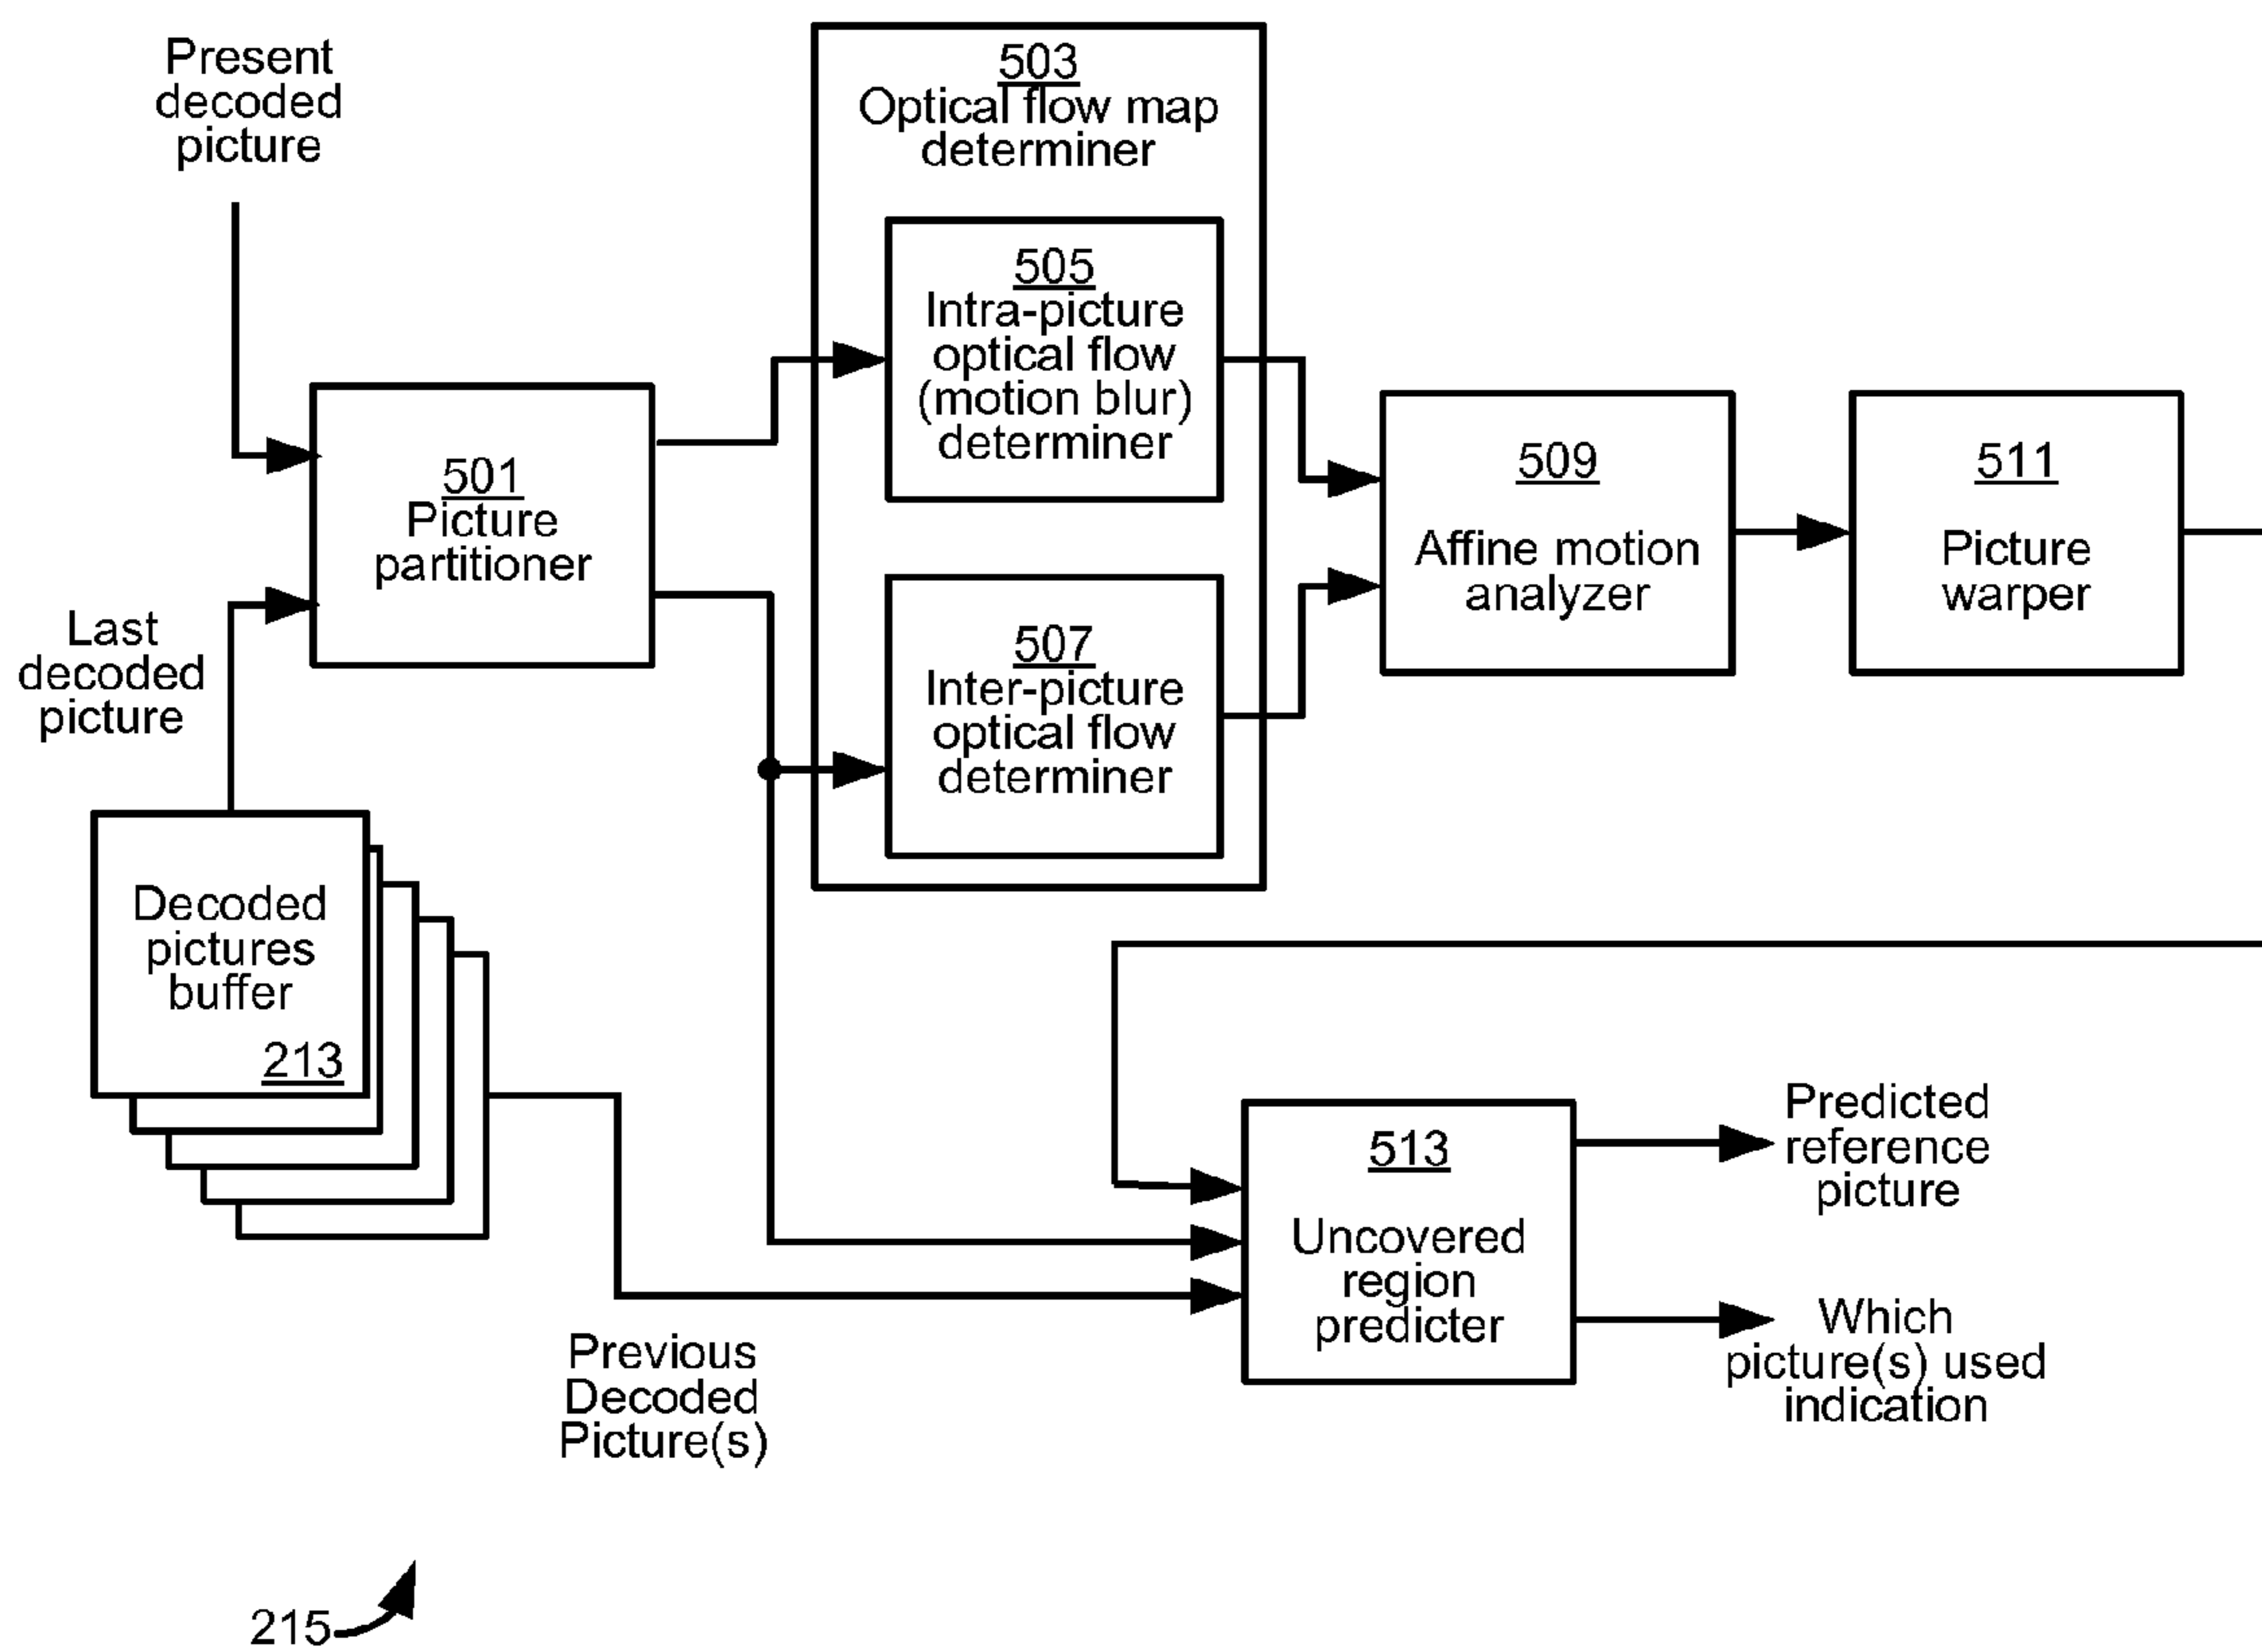 Present
decoded
picture
503
Optical flow map
determiner
505
Intra-picture
optical flow
(motion blur)
determiner
501
Picture
partitioner
509
Affine motion
analyzer
511
Picture
warper
Last
decoded
picture
507
Inter-picture
optical flow
determiner
Decoded
pictures
buffer
213
513
Uncovered
region
predicter
Predicted
reference
picture
Which
picture(s) used
indication
Previous
Decoded
Picture(s)
215